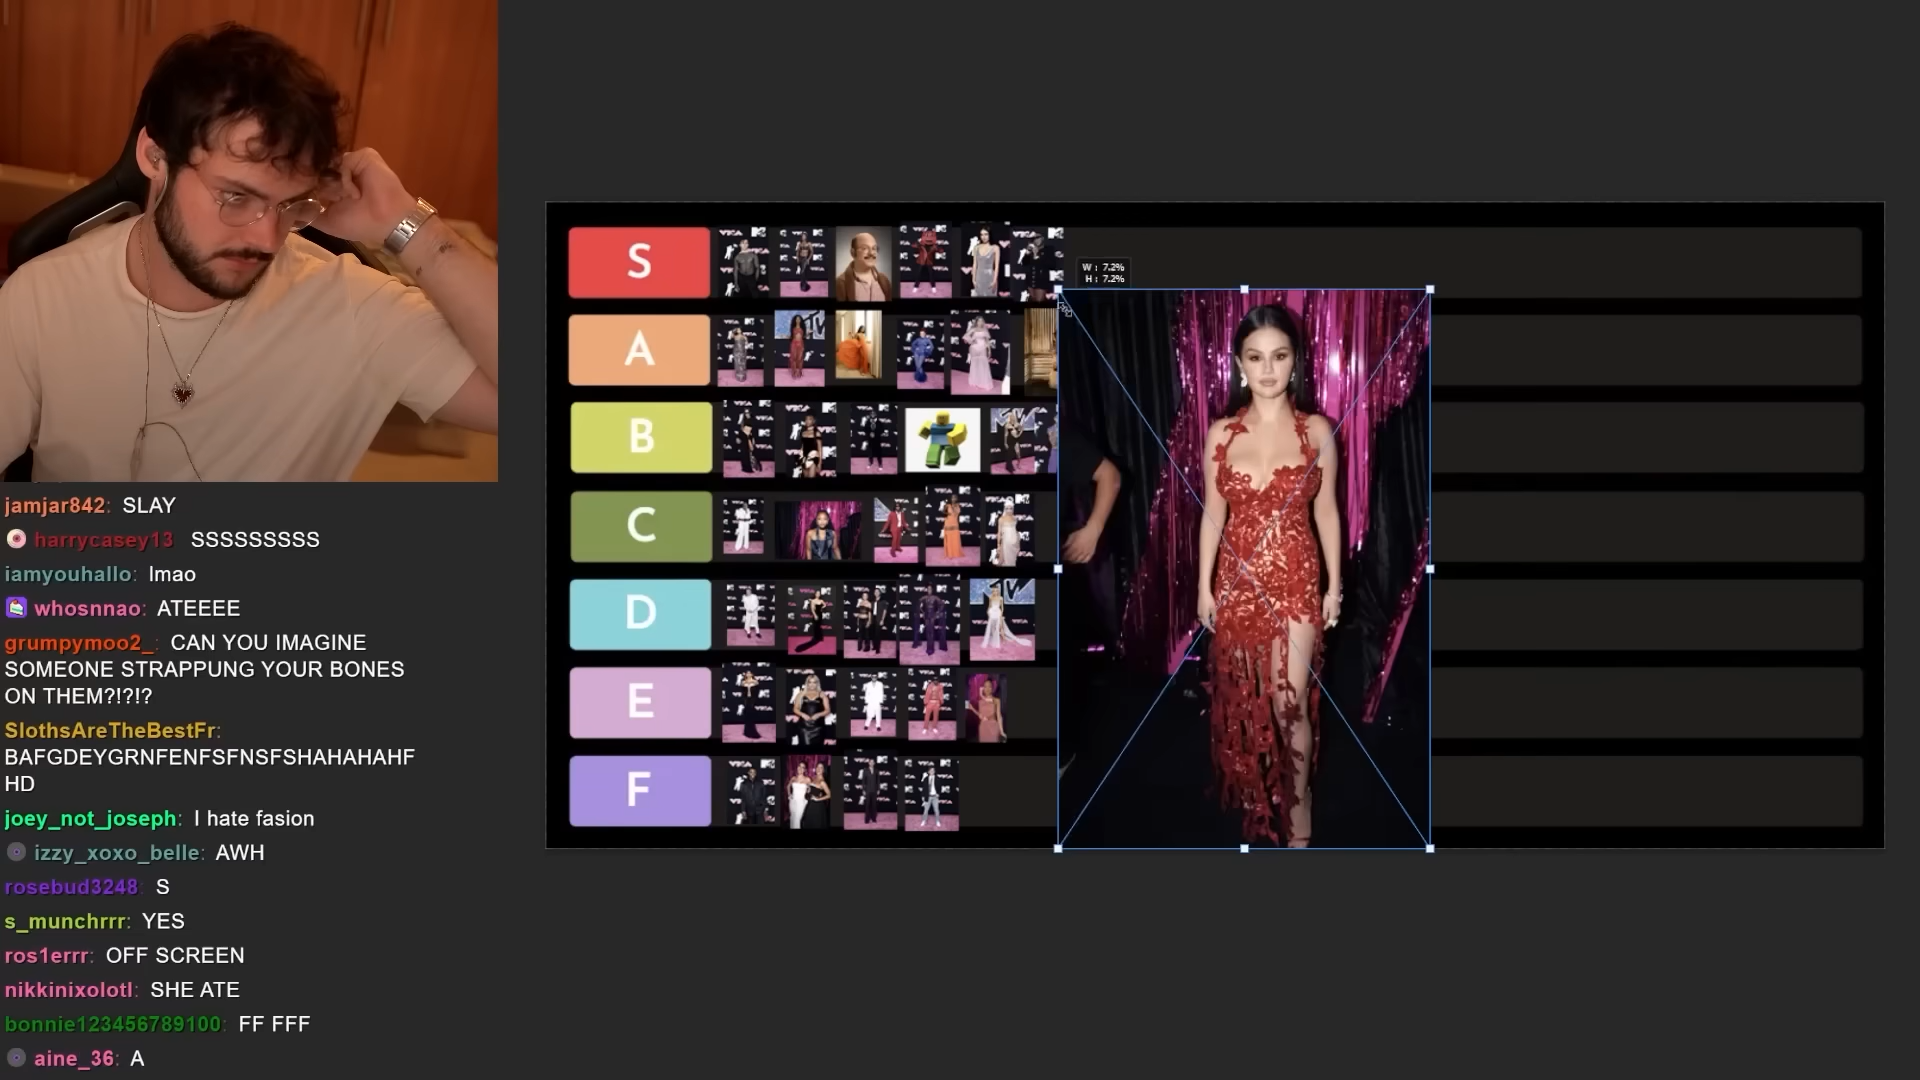 jamjar842: SLAY
harrycasey13 SSSSSSSSS
iamyouhallo: lmao
whosnnao: ATEEEE
grumpymoo2_: CAN YOU IMAGINE
SOMEONE STRAPPUNG YOUR BONES
ON THEM?!?!?
SlothsAreTheBestFr:
BAFGDEYGRNFENFSFNSFSHAHAHAHF
HD
joey_not_joseph: I hate fasion
izzy_xoxo_belle: AWH
rosebud3248: S
s_munchrrr: YES
ros1errr: OFF SCREEN
nikkinixolotl: SHE ATE
bonnie123456789100: FF FFF
aine_36: A
S
A
B
C
D
E
F
W : 7.2%
H : 7.2%